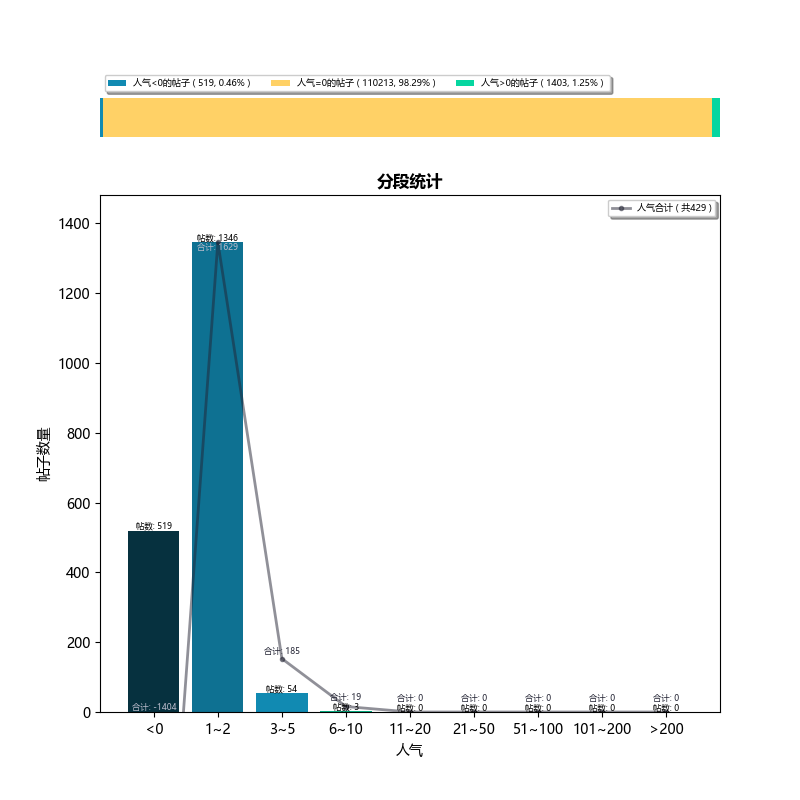 人气<0的帖子 ( 519, 0.46% ) 人气=0的帖子 ( 110213, 98.29% ) 人气>0的帖子 ( 1403, 1.25% )
分段统计
人气合计 ( 共429 )
1400
1200
1000
800
600
400
200
0
帖子数量
帖数: 519
合计: -1404
帖数: 1346
合计: 1629
合计: 185
帖数: 54
合计: 19
帖数: 3
合计: 0
帖数: 0
合计: 0
帖数: 0
合计: 0
帖数: 0
合计: 0
帖数: 0
合计: 0
帖数: 0
<0 1~2 3~5 6~10 11~20 21~50 51~100 101~200 >200
人气